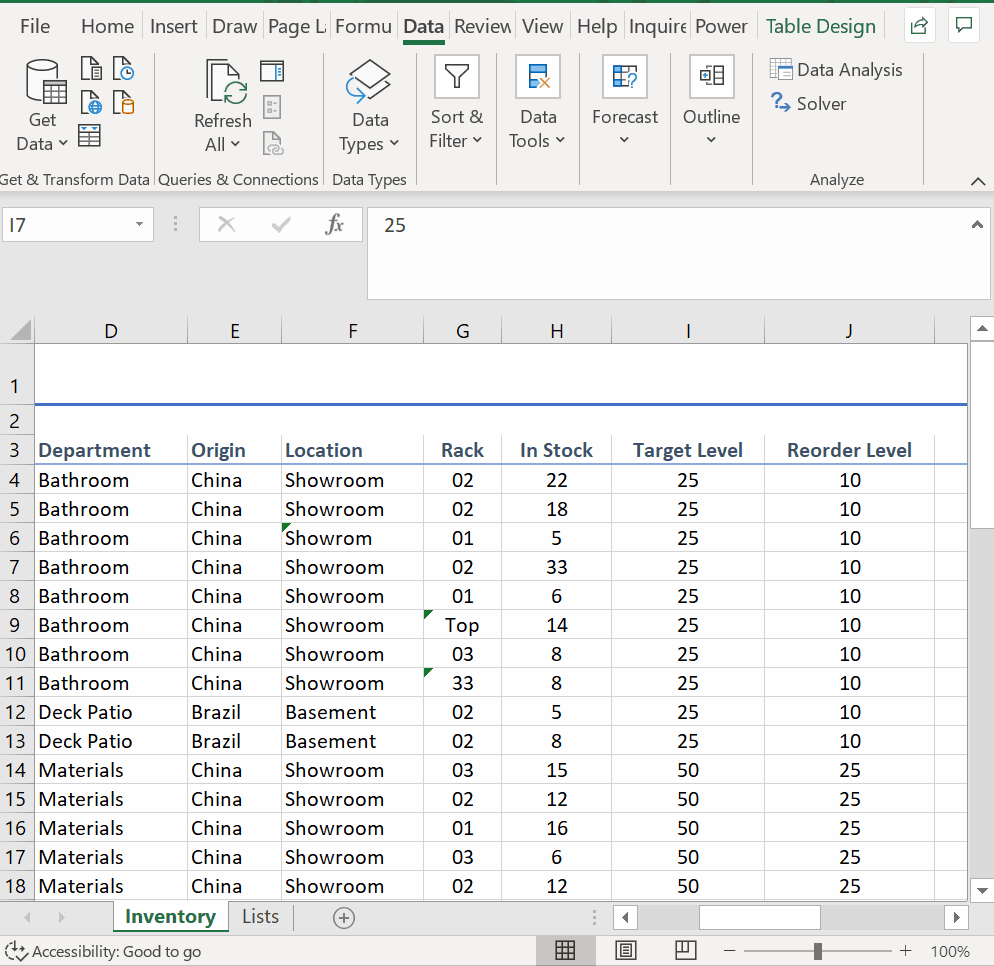 File Home Insert Draw Page La Formu Data Review View Help Inquire Power Table Design
Get Data
Refresh All
Data Types
Sort & Filter
Data Tools
Forecast
Outline
Data Analysis
Solver
Get & Transform Data Queries & Connections Data Types Analyze
I7 fx 25
D E F G H I J
1
2
3 Department Origin Location Rack In Stock Target Level Reorder Level
4 Bathroom China Showroom 02 22 25 10
5 Bathroom China Showroom 02 18 25 10
6 Bathroom China Showrom 01 5 25 10
7 Bathroom China Showroom 02 33 25 10
8 Bathroom China Showroom 01 6 25 10
9 Bathroom China Showroom Top 14 25 10
10 Bathroom China Showroom 03 8 25 10
11 Bathroom China Showroom 33 8 25 10
12 Deck Patio Brazil Basement 02 5 25 10
13 Deck Patio Brazil Basement 02 8 25 10
14 Materials China Showroom 03 15 50 25
15 Materials China Showroom 02 12 50 25
16 Materials China Showroom 01 16 50 25
17 Materials China Showroom 03 6 50 25
18 Materials China Showroom 02 12 50 25
Inventory Lists
Accessibility: Good to go 100%